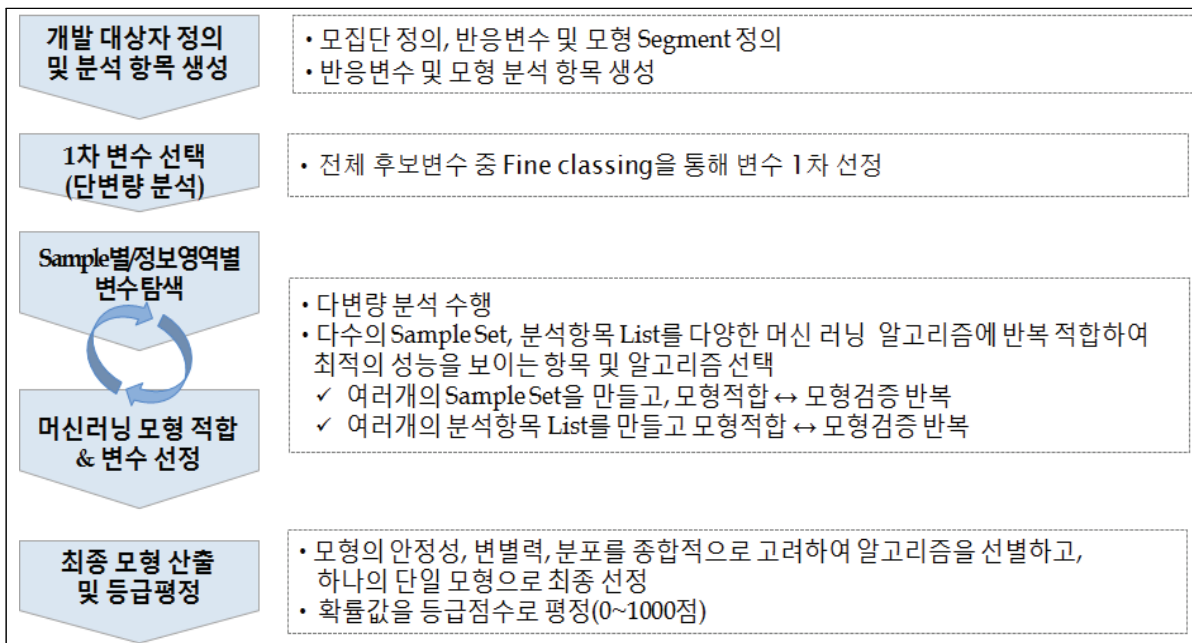 개발 대상자 정의
및 분석 항목 생성
• 모집단 정의, 반응변수 및 모형 Segment 정의
• 반응변수 및 모형 분석 항목 생성
1차 변수 선택
(단변량 분석)
• 전체 후보변수 중 Fine classing을 통해 변수 1차 선정
Sample별/정보영역별
변수탐색
머신러닝 모형 적합
& 변수 선정
• 다변량 분석 수행
• 다수의 Sample Set, 분석항목 List를 다양한 머신 러닝 알고리즘에 반복 적합하여
최적의 성능을 보이는 항목 및 알고리즘 선택
✓ 여러개의 Sample Set을 만들고, 모형적합 ↔ 모형검증 반복
✓ 여러개의 분석항목 List를 만들고 모형적합 ↔ 모형검증 반복
최종 모형 산출
및 등급평정
• 모형의 안정성, 변별력, 분포를 종합적으로 고려하여 알고리즘을 선별하고,
하나의 단일 모형으로 최종 선정
• 확률값을 등급점수로 평정(0~1000점)